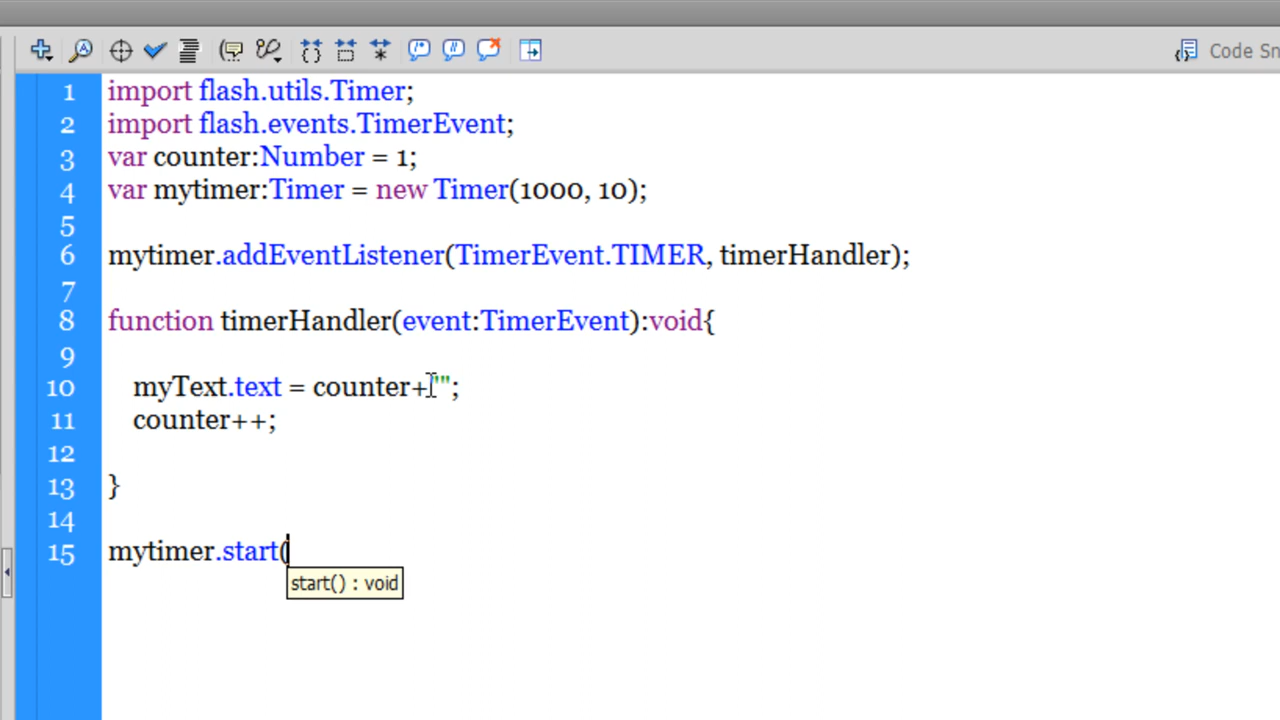 Code Sn
1 import flash.utils.Timer;
2 import flash.events.TimerEvent;
3 var counter:Number = 1;
4 var mytimer:Timer = new Timer(1000, 10);
5
6 mytimer.addEventListener(TimerEvent.TIMER, timerHandler);
7
8 function timerHandler(event:TimerEvent):void{
9
10 myText.text = counter+"";
11 counter++;
12
13 }
14
15 mytimer.start(
start() : void